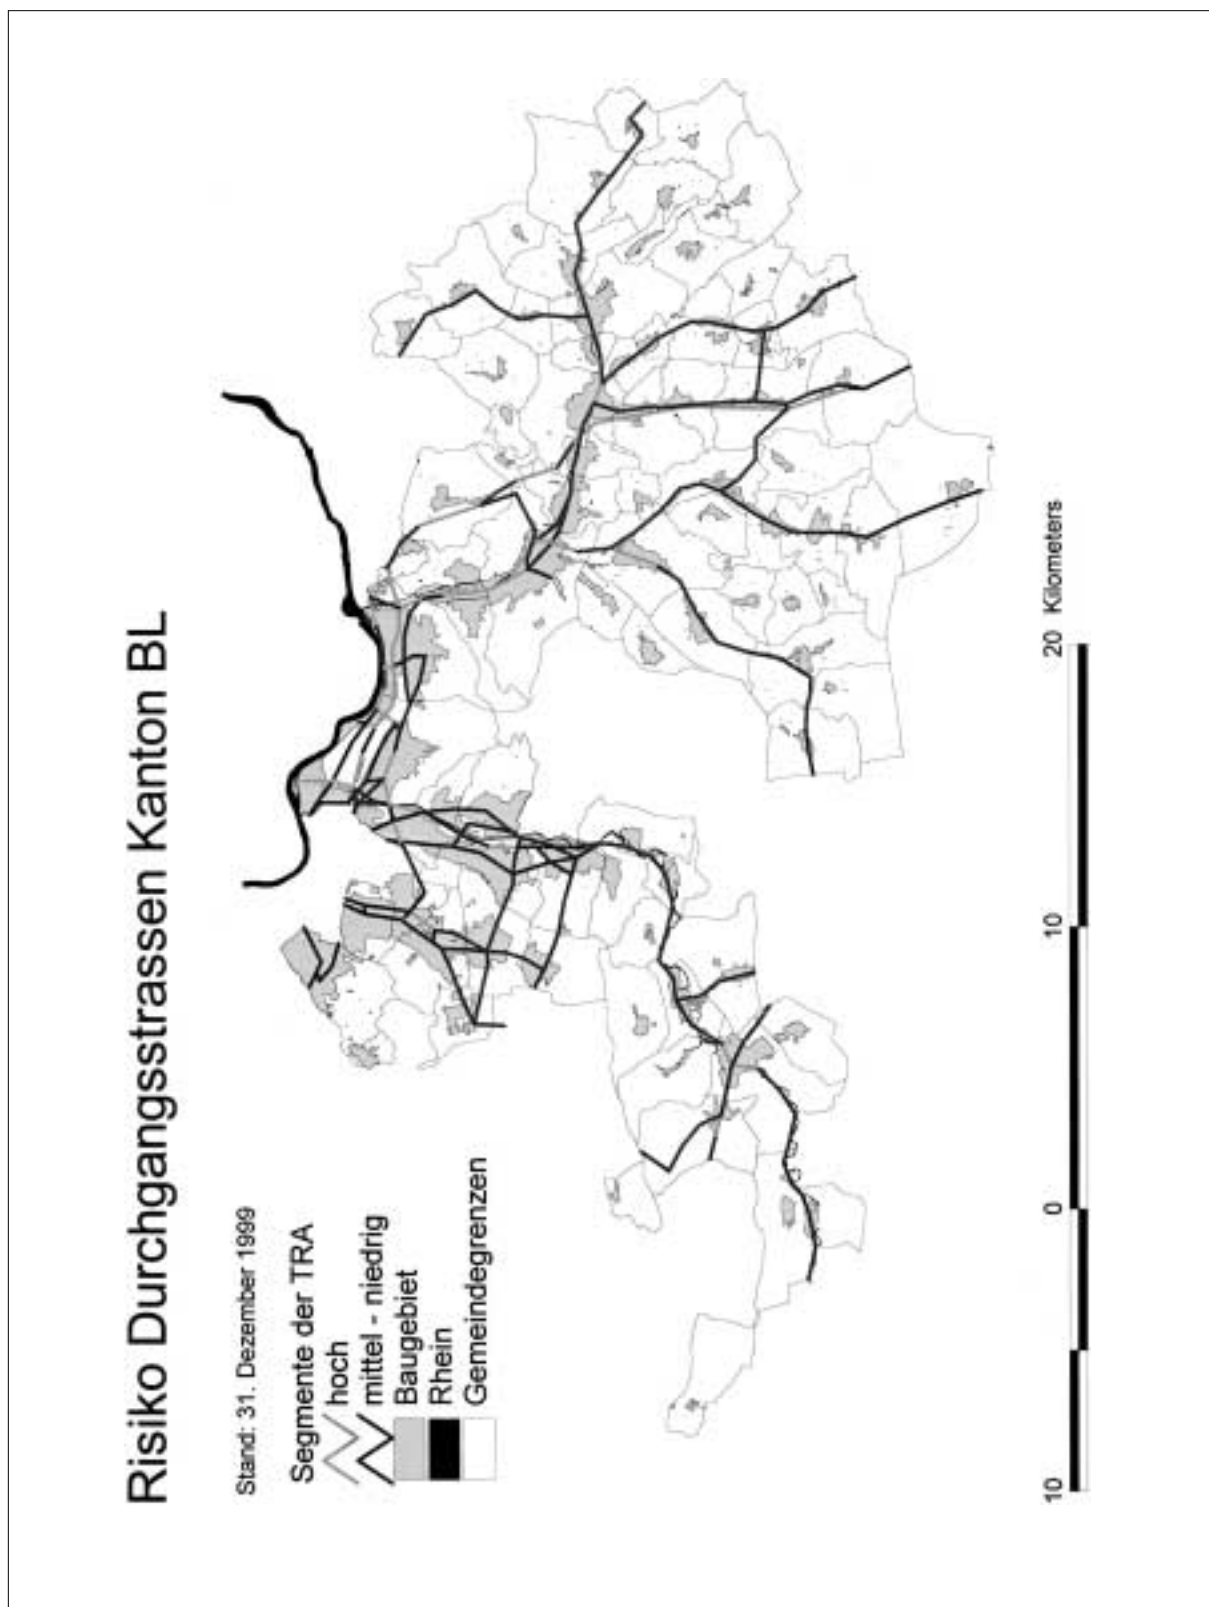 Risiko Durchgangsstrassen Kanton BL
Stand: 31. Dezember 1999
Segmente der TRA
hoch
mittel - niedrig
Baugebiet
Rhein
Gemeindegrenzen
10 0 10 20 Kilometers